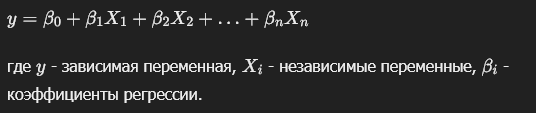 y = β₀ + β₁X₁ + β₂X₂ + … + βₙXₙ
где y - зависимая переменная, Xᵢ - независимые переменные, βᵢ -
коэффициенты регрессии.